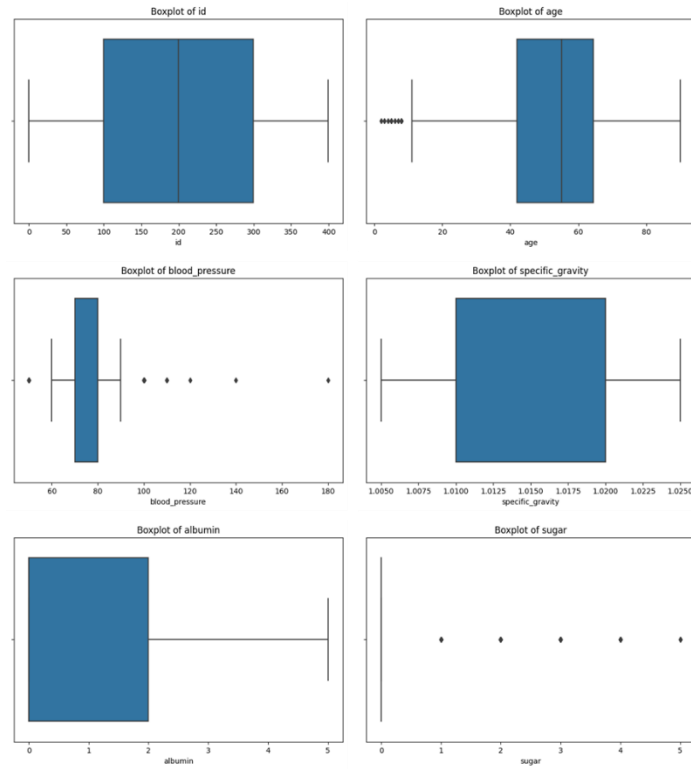 Boxplot of id
0 50 100 150 200 250 300 350 400
id
Boxplot of age
0 20 40 60 80
age
Boxplot of blood_pressure
60 80 100 120 140 160 180
blood_pressure
Boxplot of specific_gravity
1.0050 1.0075 1.0100 1.0125 1.0150 1.0175 1.0200 1.0225 1.0250
specific_gravity
Boxplot of albumin
0 1 2 3 4 5
albumin
Boxplot of sugar
0 1 2 3 4 5
sugar